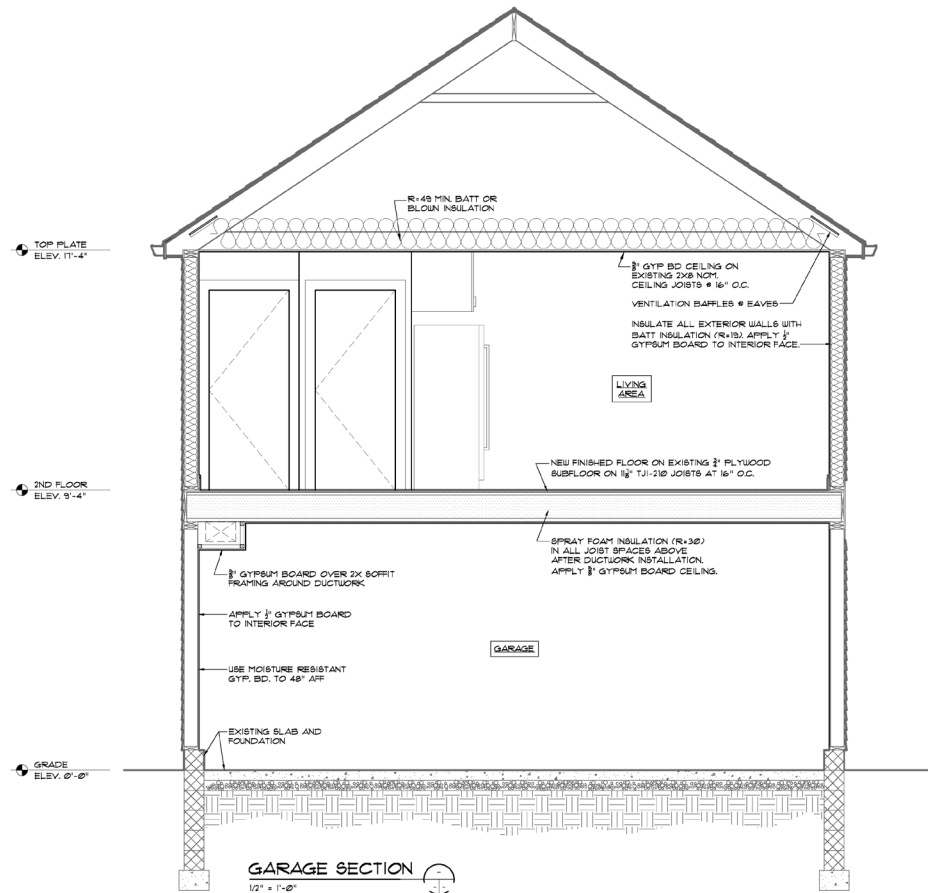 R=49 MIN. BATT OR
BLOWN INSULATION
TOP PLATE
ELEV. 17'-4"
⅝" GYP BD CEILING ON
EXISTING 2X8 NOM.
CEILING JOISTS @ 16" O.C.
VENTILATION BAFFLES @ EAVES
INSULATE ALL EXTERIOR WALLS WITH
BATT INSULATION (R=19). APPLY ½"
GYPSUM BOARD TO INTERIOR FACE.
LIVING
AREA
NEW FINISHED FLOOR ON EXISTING ¾" PLYWOOD
SUBFLOOR ON 11⅞" TJI-210 JOISTS AT 16" O.C.
2ND FLOOR
ELEV. 9'-4"
SPRAY FOAM INSULATION (R=30)
IN ALL JOIST SPACES ABOVE
AFTER DUCTWORK INSTALLATION.
APPLY ⅝" GYPSUM BOARD CEILING.
⅝" GYPSUM BOARD OVER 2X SOFFIT
FRAMING AROUND DUCTWORK
APPLY ½" GYPSUM BOARD
TO INTERIOR FACE
GARAGE
USE MOISTURE RESISTANT
GYP. BD. TO 48" AFF
EXISTING SLAB AND
FOUNDATION
GRADE
ELEV. 0'-0"
GARAGE SECTION
1/2" = 1'-0"